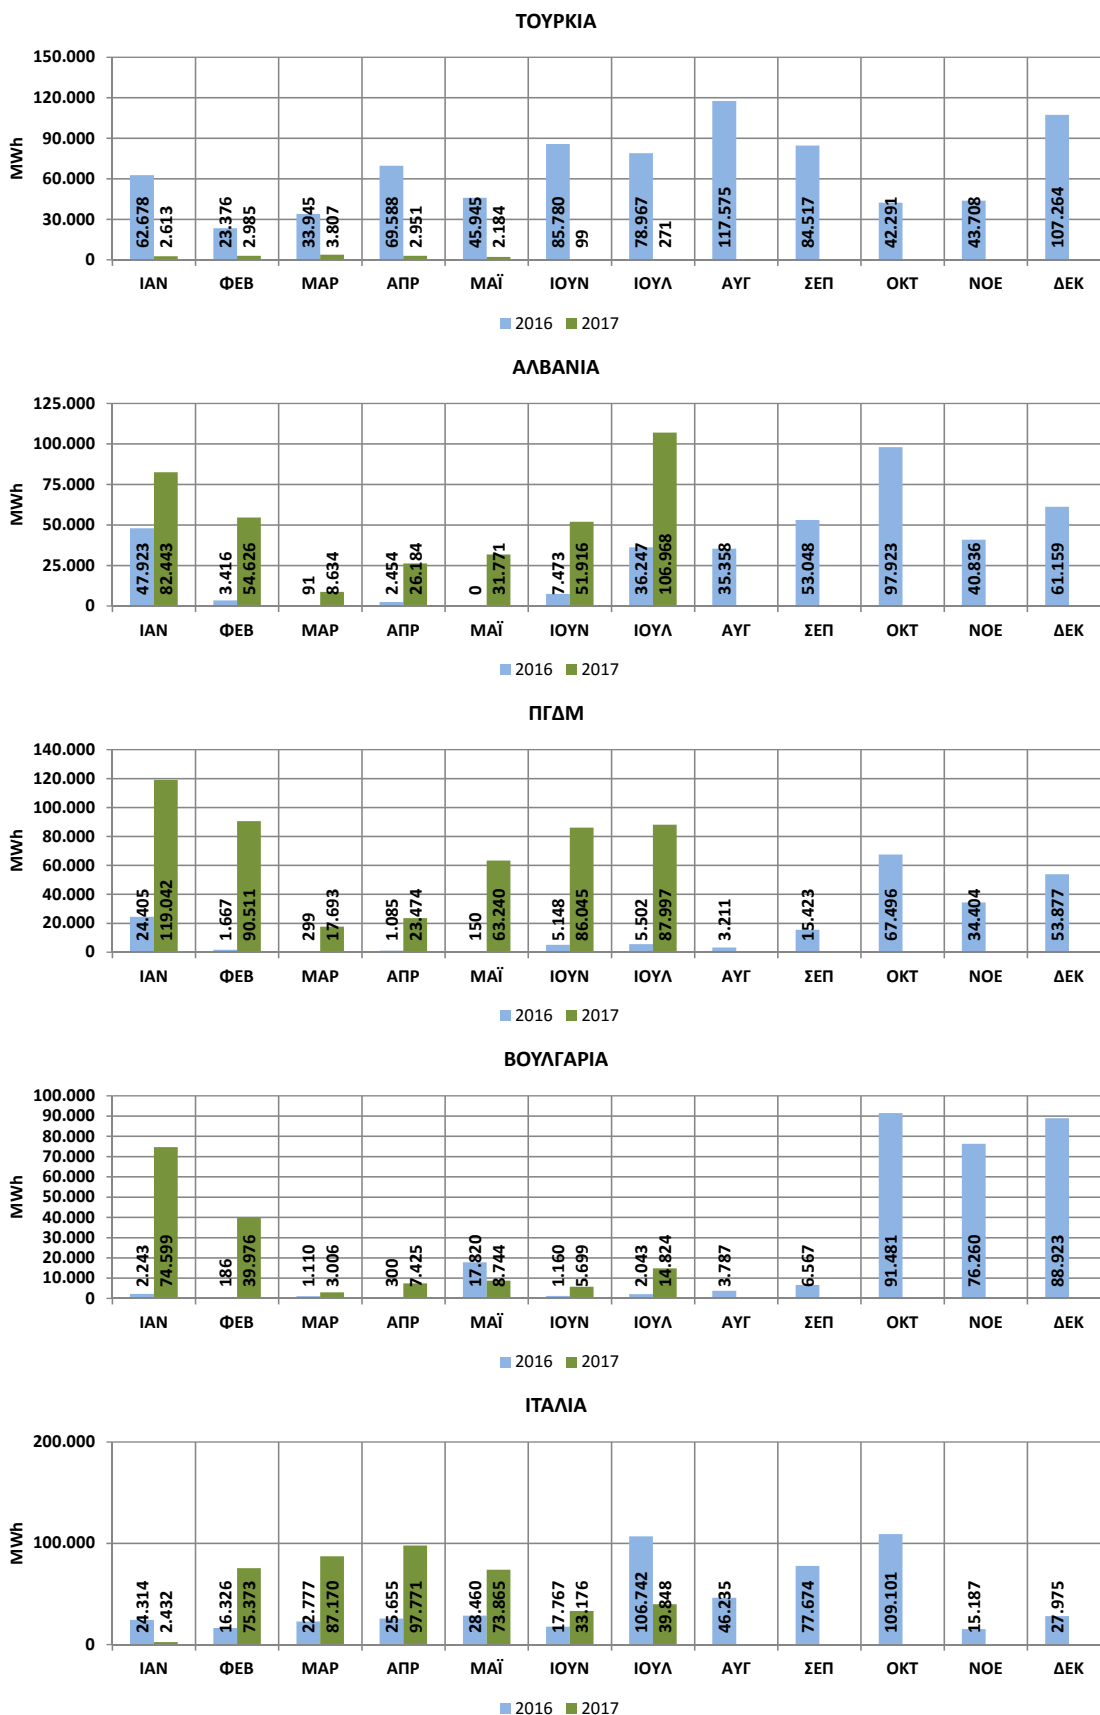 ΤΟΥΡΚΙΑ
150.000
120.000
90.000
60.000
30.000
0
MWh
62.678 2.613 23.376 2.985 33.945 3.807 69.588 2.951 45.945 2.184 85.780 99 78.967 271 117.575 84.517 42.291 43.708 107.264
ΙΑΝ ΦΕΒ ΜΑΡ ΑΠΡ ΜΑΪ ΙΟΥΝ ΙΟΥΛ ΑΥΓ ΣΕΠ ΟΚΤ ΝΟΕ ΔΕΚ
2016 2017
ΑΛΒΑΝΙΑ
125.000
100.000
75.000
50.000
25.000
0
MWh
47.923 82.443 3.416 54.626 91 8.634 2.454 26.184 0 31.771 7.473 51.916 36.247 106.968 35.358 53.048 97.923 40.836 61.159
ΙΑΝ ΦΕΒ ΜΑΡ ΑΠΡ ΜΑΪ ΙΟΥΝ ΙΟΥΛ ΑΥΓ ΣΕΠ ΟΚΤ ΝΟΕ ΔΕΚ
2016 2017
ΠΓΔΜ
140.000
120.000
100.000
80.000
60.000
40.000
20.000
0
MWh
24.405 119.042 1.667 90.511 299 17.693 1.085 23.474 150 63.240 5.148 86.045 5.502 87.997 3.211 15.423 67.496 34.404 53.877
ΙΑΝ ΦΕΒ ΜΑΡ ΑΠΡ ΜΑΪ ΙΟΥΝ ΙΟΥΛ ΑΥΓ ΣΕΠ ΟΚΤ ΝΟΕ ΔΕΚ
2016 2017
ΒΟΥΛΓΑΡΙΑ
100.000
90.000
80.000
70.000
60.000
50.000
40.000
30.000
20.000
10.000
0
MWh
2.243 74.599 186 39.976 1.110 3.006 300 7.425 17.820 8.744 1.160 5.699 2.043 14.824 3.787 6.567 91.481 76.260 88.923
ΙΑΝ ΦΕΒ ΜΑΡ ΑΠΡ ΜΑΪ ΙΟΥΝ ΙΟΥΛ ΑΥΓ ΣΕΠ ΟΚΤ ΝΟΕ ΔΕΚ
2016 2017
ΙΤΑΛΙΑ
200.000
100.000
0
MWh
24.314 2.432 16.326 75.373 22.777 87.170 25.655 97.771 28.460 73.865 17.767 33.176 106.742 39.848 46.235 77.674 109.101 15.187 27.975
ΙΑΝ ΦΕΒ ΜΑΡ ΑΠΡ ΜΑΪ ΙΟΥΝ ΙΟΥΛ ΑΥΓ ΣΕΠ ΟΚΤ ΝΟΕ ΔΕΚ
2016 2017